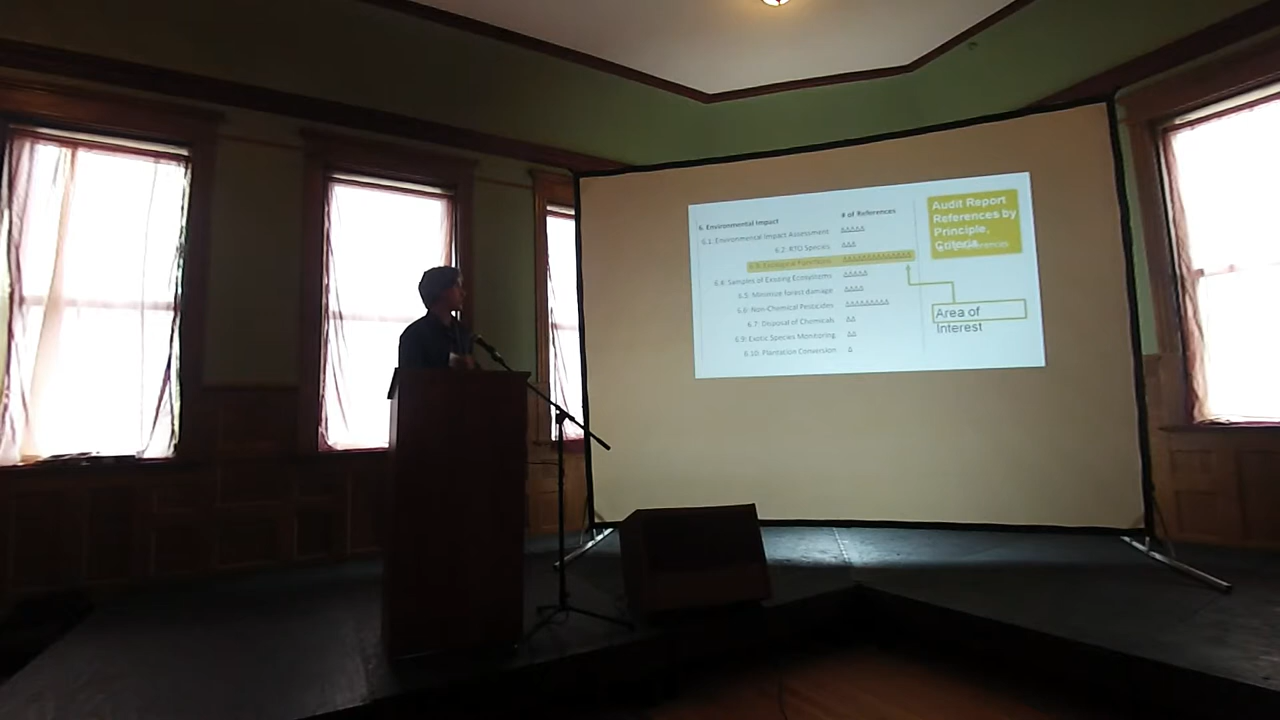 6. Environmental Impact
# of References
6.1: Environmental Impact Assessment
6.2: RTO Species
6.3: Ecological Functions
6.4: Samples of Existing Ecosystems
6.5: Minimize forest damage
6.6: Non-Chemical Pesticides
6.7: Disposal of Chemicals
6.9: Exotic Species Monitoring
6.10: Plantation Conversion
Audit Report
References by
Principle,
Criteria
Area of
Interest